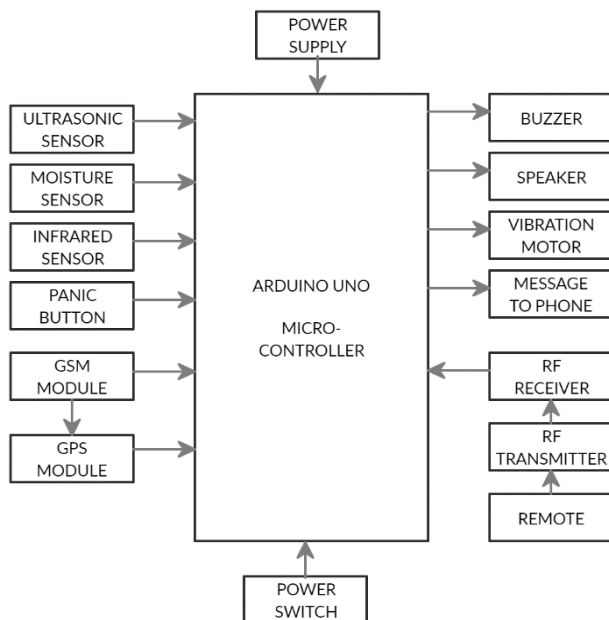 POWER
SUPPLY
ULTRASONIC
SENSOR
MOISTURE
SENSOR
INFRARED
SENSOR
PANIC
BUTTON
GSM
MODULE
GPS
MODULE
ARDUINO UNO
MICRO-
CONTROLLER
BUZZER
SPEAKER
VIBRATION
MOTOR
MESSAGE
TO PHONE
RF
RECEIVER
RF
TRANSMITTER
REMOTE
POWER
SWITCH